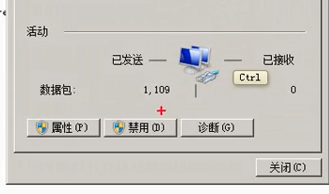 活动
已发送 — — 已接收
Ctrl
数据包: 1,109 | 0
属性(P) 禁用(D) 诊断(G)
关闭(C)